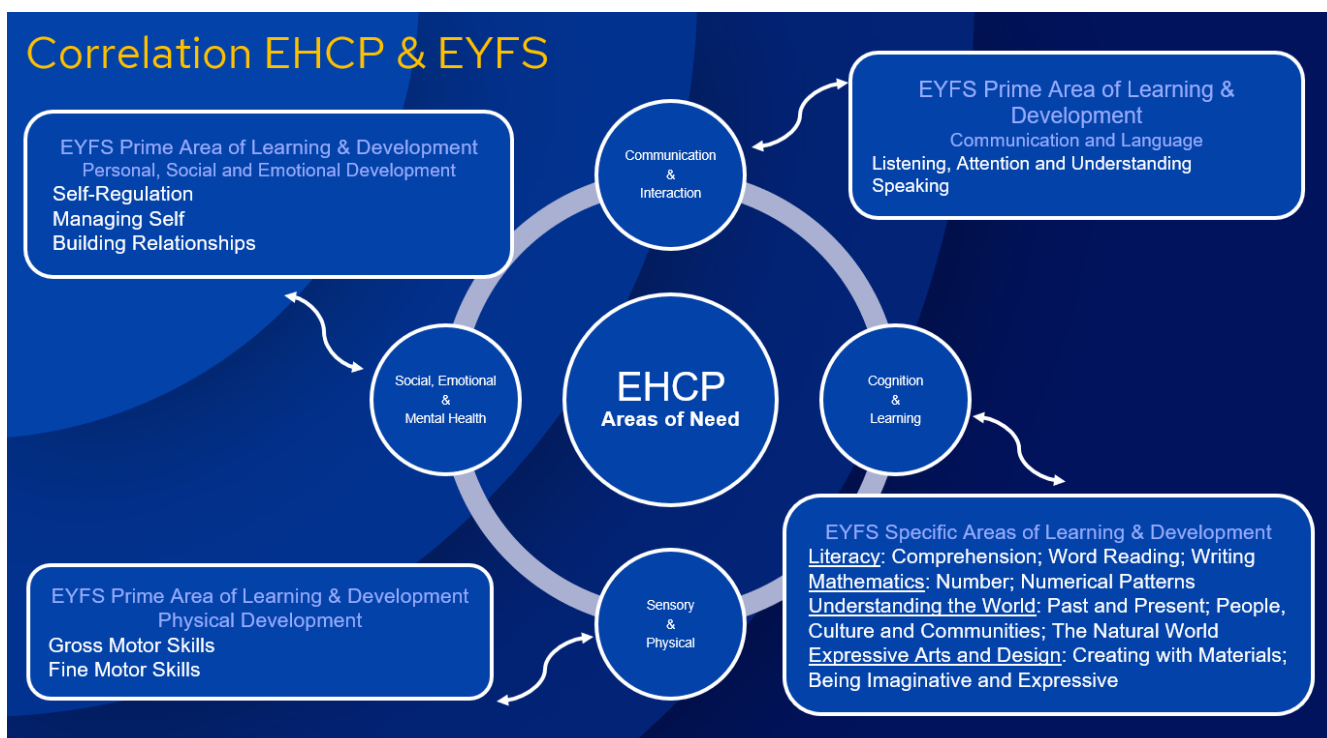 Correlation EHCP & EYFS
EYFS Prime Area of Learning & Development
Personal, Social and Emotional Development
Self-Regulation
Managing Self
Building Relationships
Communication
&
Interaction
EYFS Prime Area of Learning &
Development
Communication and Language
Listening, Attention and Understanding
Speaking
Social, Emotional
&
Mental Health
EHCP
Areas of Need
Cognition
&
Learning
EYFS Prime Area of Learning & Development
Physical Development
Gross Motor Skills
Fine Motor Skills
Sensory
&
Physical
EYFS Specific Areas of Learning & Development
Literacy: Comprehension; Word Reading; Writing
Mathematics: Number; Numerical Patterns
Understanding the World: Past and Present; People,
Culture and Communities; The Natural World
Expressive Arts and Design: Creating with Materials;
Being Imaginative and Expressive